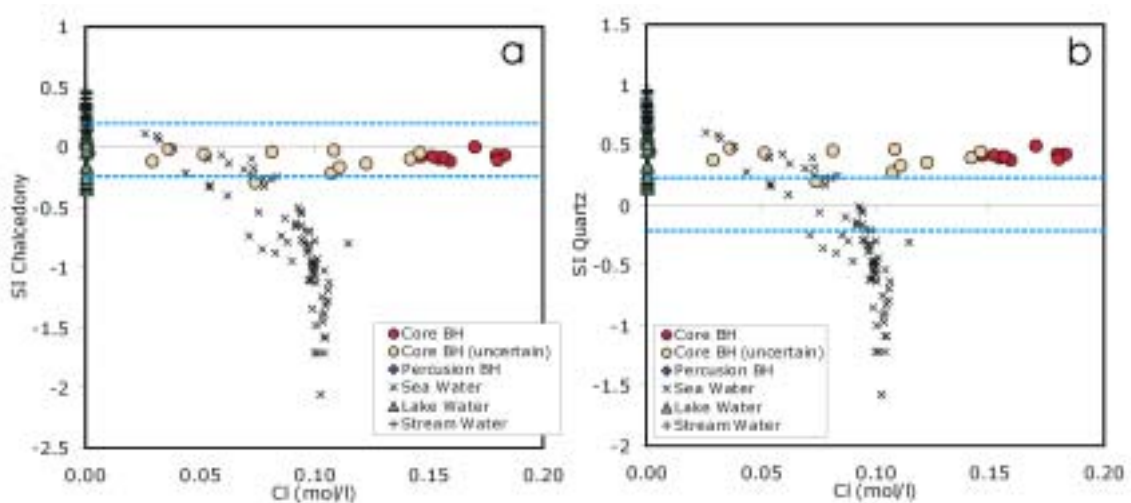 a
1
0.5
0
-0.5
-1
-1.5
-2
-2.5
SI Chalcedony
0.00 0.05 0.10 0.15 0.20
Cl (mol/l)
Core BH
Core BH (uncertain)
Percusion BH
Sea Water
Lake Water
Stream Water
b
1.5
1
0.5
0
-0.5
-1
-1.5
-2
SI Quartz
0.00 0.05 0.10 0.15 0.20
Cl (mol/l)
Core BH
Core BH (uncertain)
Percusion BH
Sea Water
Lake Water
Stream Water